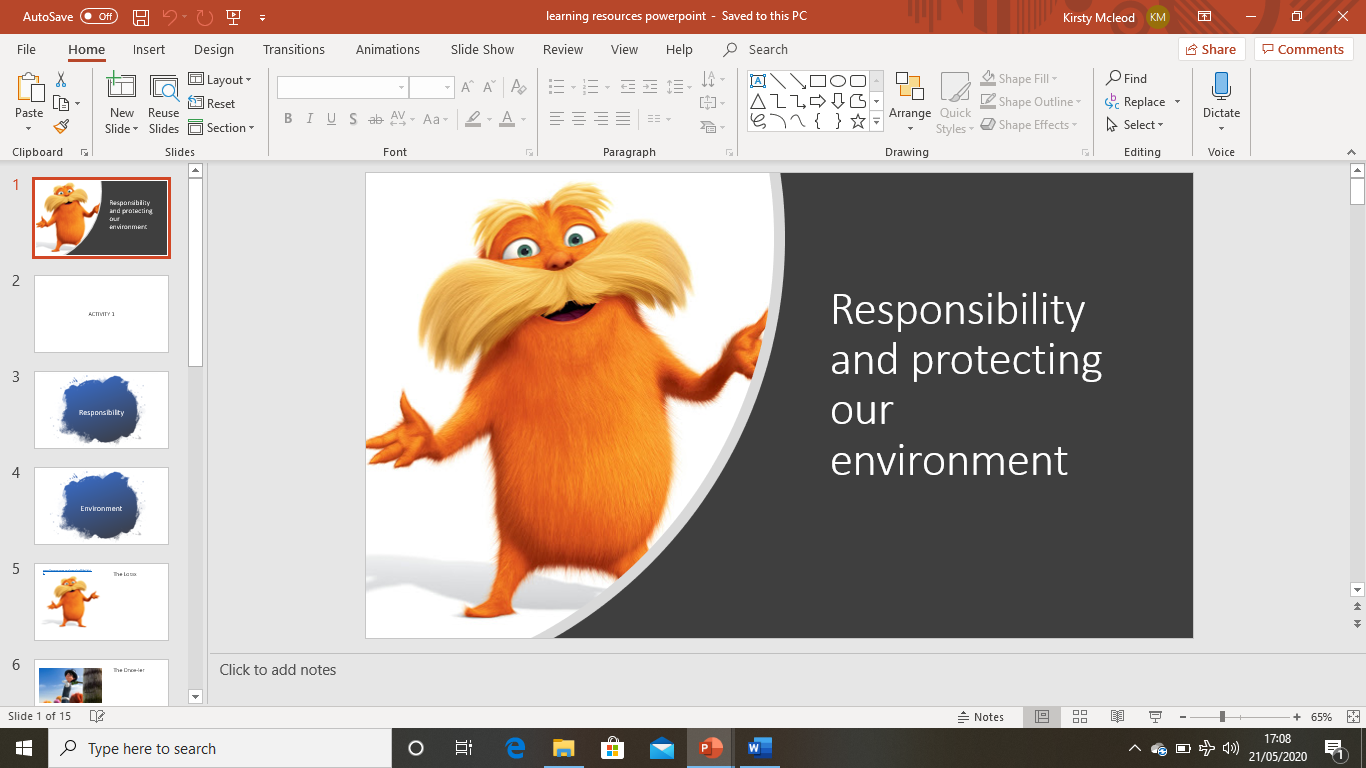 AutoSave Off learning resources powerpoint - Saved to this PC Kirsty Mcleod KM
File Home Insert Design Transitions Animations Slide Show Review View Help Search Share Comments
Paste
New Slide
Reuse Slides
Layout
Reset
Section
B I U S ab AV Aa A
Arrange
Quick Styles
Shape Fill
Shape Outline
Shape Effects
Find
Replace
Select
Dictate
Clipboard Slides Font Paragraph Drawing Editing Voice
1
Responsibility
and protecting
our
environment
2
ACTIVITY 1
3
Responsibility
4
Environment
5
The Lorax
6
The Once-ler
Responsibility
and protecting
our
environment
Click to add notes
Slide 1 of 15 Notes 65%
Type here to search
17:08
21/05/2020
1